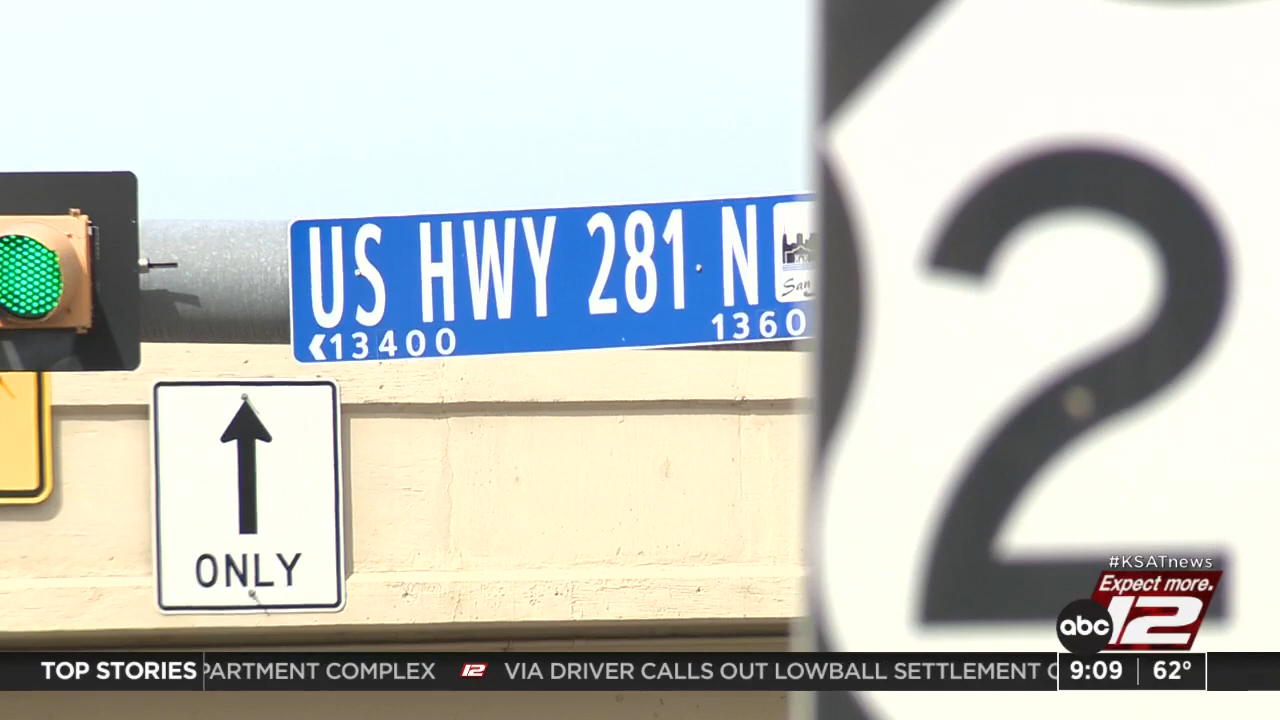 US HWY 281 N
San
13400
1360
ONLY
2
#KSATnews
Expect more.
abc
12
TOP STORIES
PARTMENT COMPLEX
12
VIA DRIVER CALLS OUT LOWBALL SETTLEMENT
9:09
62°